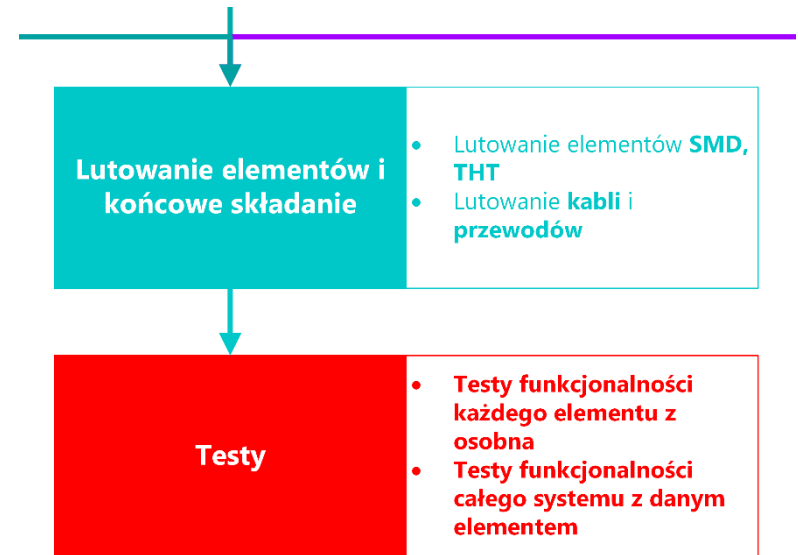 Lutowanie elementów i
końcowe składanie
• Lutowanie elementów SMD,
THT
• Lutowanie kabli i
przewodów
Testy
• Testy funkcjonalności
każdego elementu z
osobna
• Testy funkcjonalności
całego systemu z danym
elementem